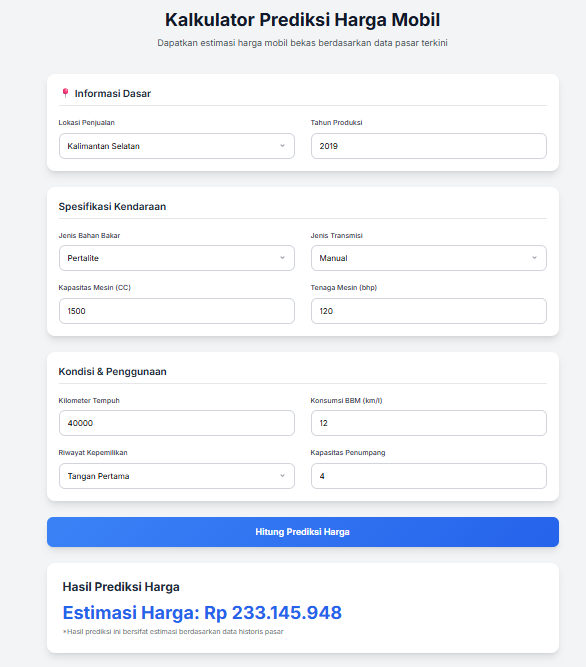 Kalkulator Prediksi Harga Mobil
Dapatkan estimasi harga mobil bekas berdasarkan data pasar terkini
Informasi Dasar
Lokasi Penjualan
Kalimantan Selatan
Tahun Produksi
2019
Spesifikasi Kendaraan
Jenis Bahan Bakar
Pertalite
Jenis Transmisi
Manual
Kapasitas Mesin (CC)
1500
Tenaga Mesin (bhp)
120
Kondisi & Penggunaan
Kilometer Tempuh
40000
Konsumsi BBM (km/l)
12
Riwayat Kepemilikan
Tangan Pertama
Kapasitas Penumpang
4
Hitung Prediksi Harga
Hasil Prediksi Harga
Estimasi Harga: Rp 233.145.948
*Hasil prediksi ini bersifat estimasi berdasarkan data historis pasar